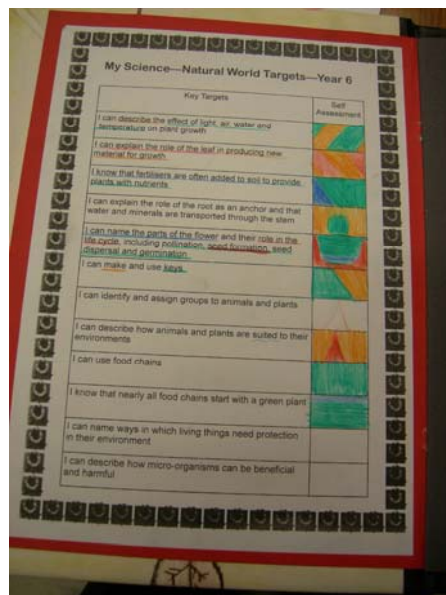 My Science—Natural World Targets—Year 6
Key Targets
Self
Assessment
I can describe the effect of light, air, water and
temperature on plant growth
I can explain the role of the leaf in producing new
material for growth
I know that fertilisers are often added to soil to provide
plants with nutrients
I can explain the role of the root as an anchor and that
water and minerals are transported through the stem
I can name the parts of the flower and their role in the
life cycle, including pollination, seed formation, seed
dispersal and germination
I can make and use keys
I can identify and assign groups to animals and plants
I can describe how animals and plants are suited to their
environments
I can use food chains
I know that nearly all food chains start with a green plant
I can name ways in which living things need protection
in their environment
I can describe how micro-organisms can be beneficial
and harmful